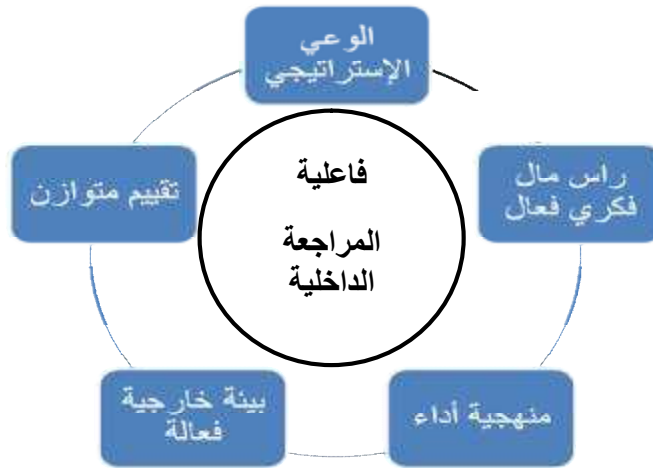 الوعي
الإستراتيجي
راس مال
فكري فعال
منهجية أداء
بيئة خارجية
فعالة
تقييم متوازن
فاعلية
المراجعة
الداخلية